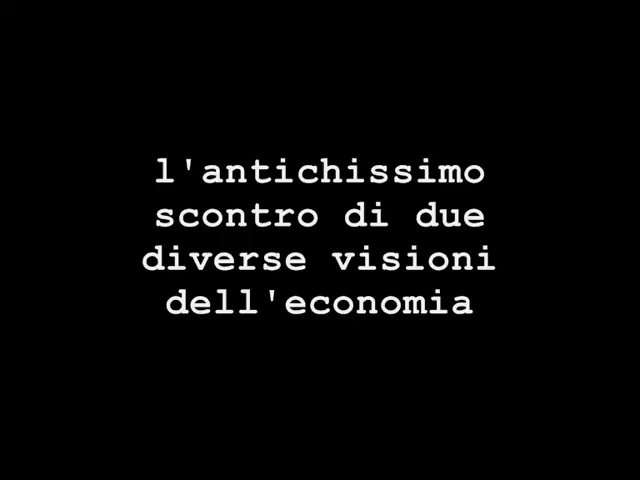 l'antichissimo
scontro di due
diverse visioni
dell'economia